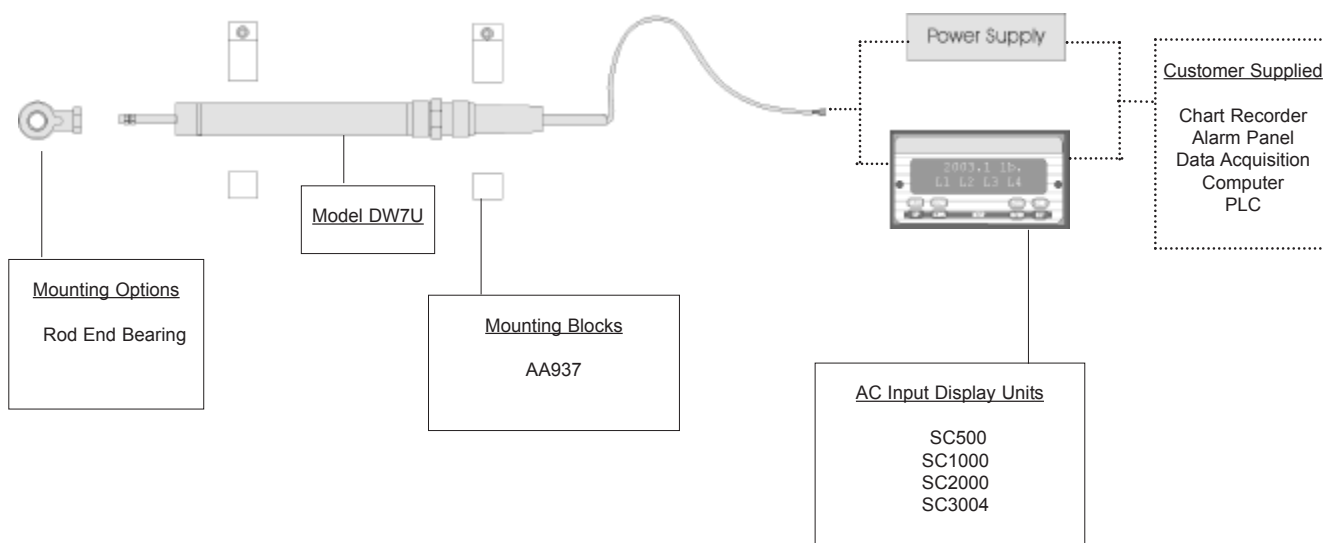 Power Supply
Customer Supplied
Chart Recorder
Alarm Panel
Data Acquisition
Computer
PLC
2003.1 lb.
L1 L2 L3 L4
Model DW7U
Mounting Options
Rod End Bearing
Mounting Blocks
AA937
AC Input Display Units
SC500
SC1000
SC2000
SC3004